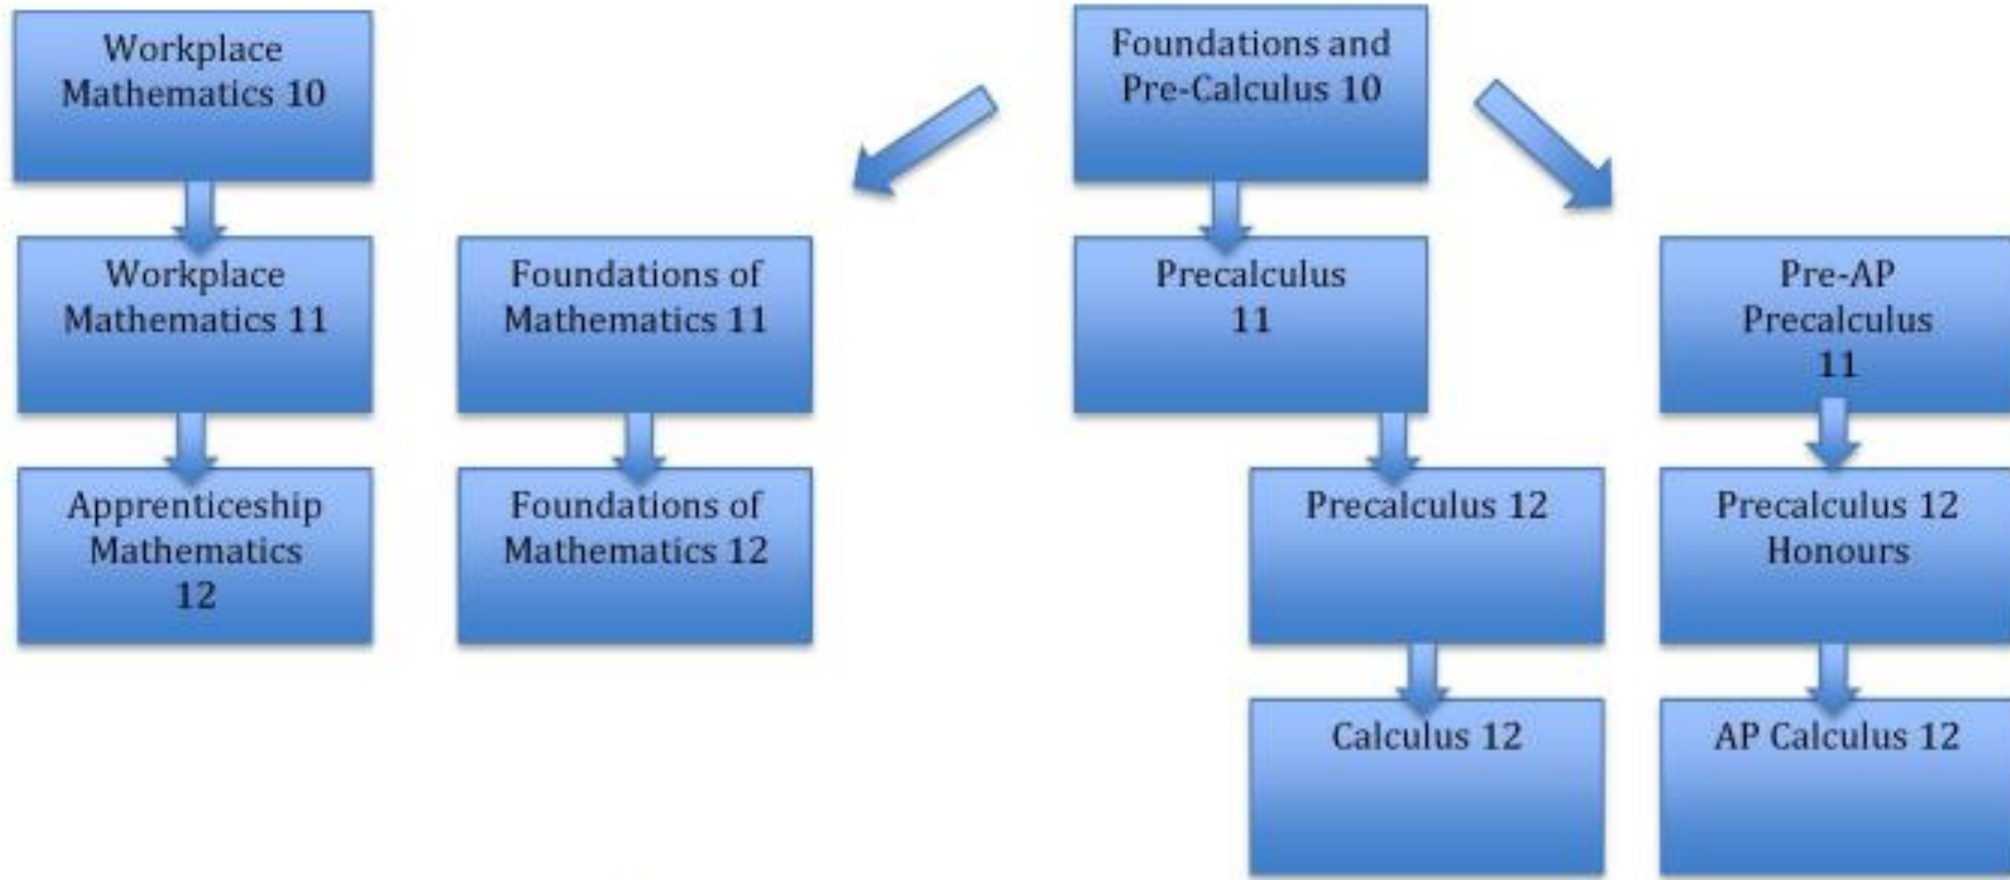 Workplace
Mathematics 10
Foundations and
Pre-Calculus 10
Workplace
Mathematics 11
Foundations of
Mathematics 11
Precalculus
11
Pre-AP
Precalculus
11
Apprenticeship
Mathematics
12
Foundations of
Mathematics 12
Precalculus 12
Precalculus 12
Honours
Calculus 12
AP Calculus 12